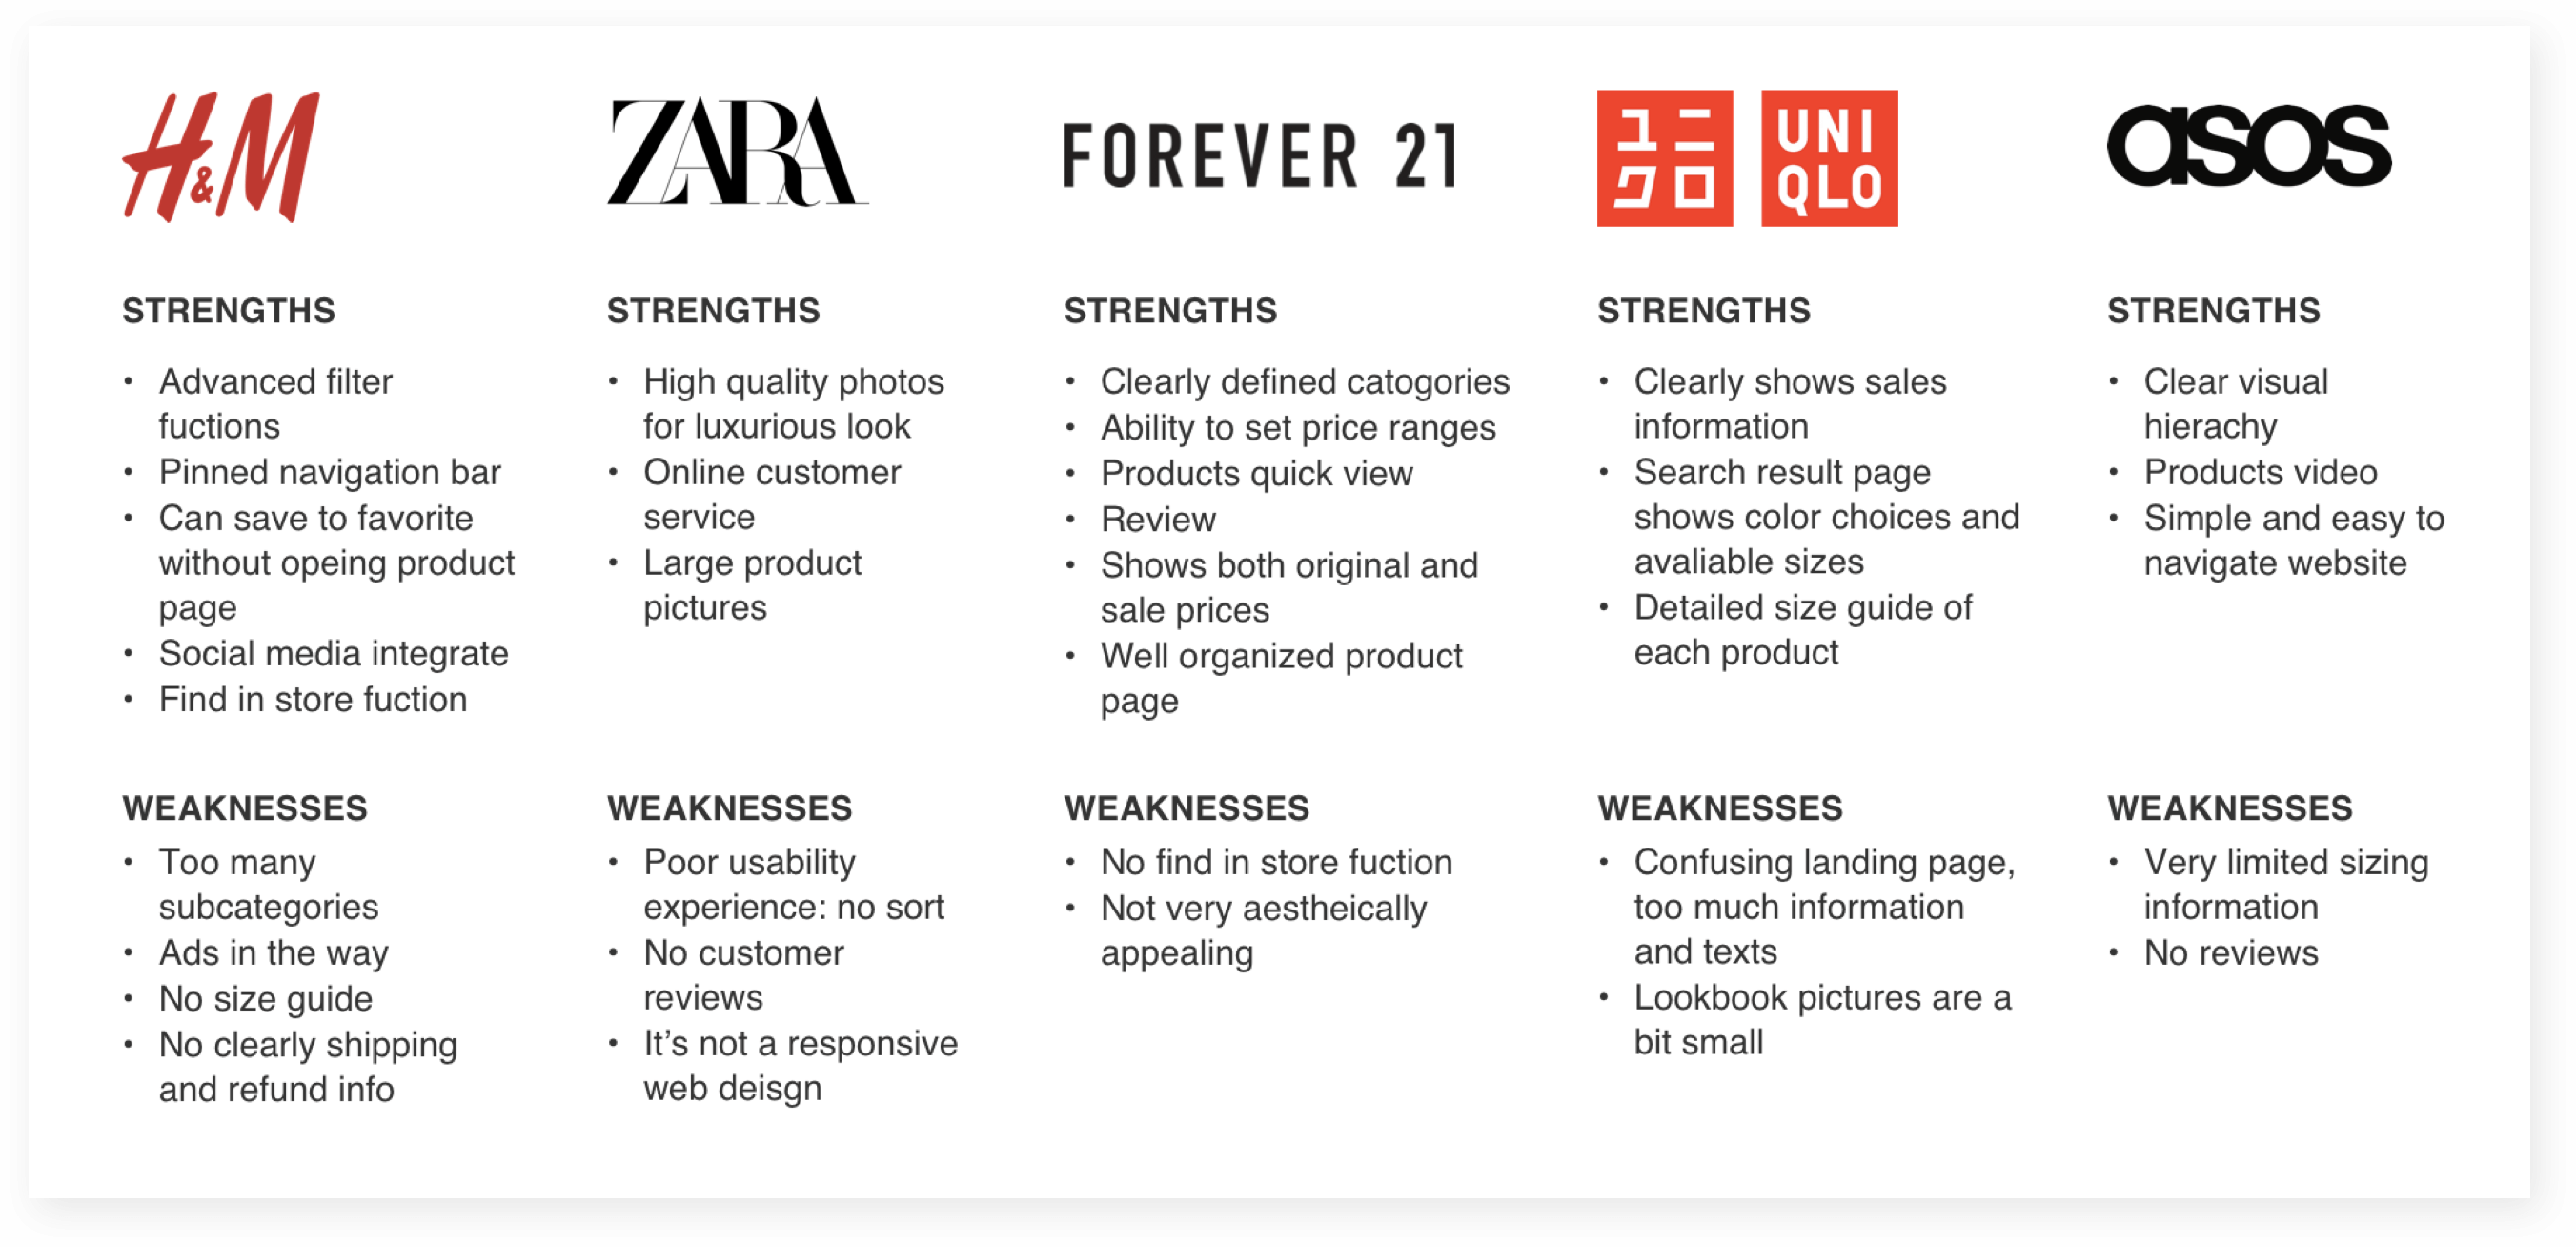 H&M
STRENGTHS
• Advanced filter
fuctions
• Pinned navigation bar
• Can save to favorite
without opeing product
page
• Social media integrate
• Find in store fuction
WEAKNESSES
• Too many
subcategories
• Ads in the way
• No size guide
• No clearly shipping
and refund info
ZARA
STRENGTHS
• High quality photos
for luxurious look
• Online customer
service
• Large product
pictures
WEAKNESSES
• Poor usability
experience: no sort
• No customer
reviews
• It’s not a responsive
web deisgn
FOREVER 21
STRENGTHS
• Clearly defined catogories
• Ability to set price ranges
• Products quick view
• Review
• Shows both original and
sale prices
• Well organized product
page
WEAKNESSES
• No find in store fuction
• Not very aestheically
appealing
ユニ
クロ
UNI
QLO
STRENGTHS
• Clearly shows sales
information
• Search result page
shows color choices and
avaliable sizes
• Detailed size guide of
each product
WEAKNESSES
• Confusing landing page,
too much information
and texts
• Lookbook pictures are a
bit small
asos
STRENGTHS
• Clear visual
hierachy
• Products video
• Simple and easy to
navigate website
WEAKNESSES
• Very limited sizing
information
• No reviews